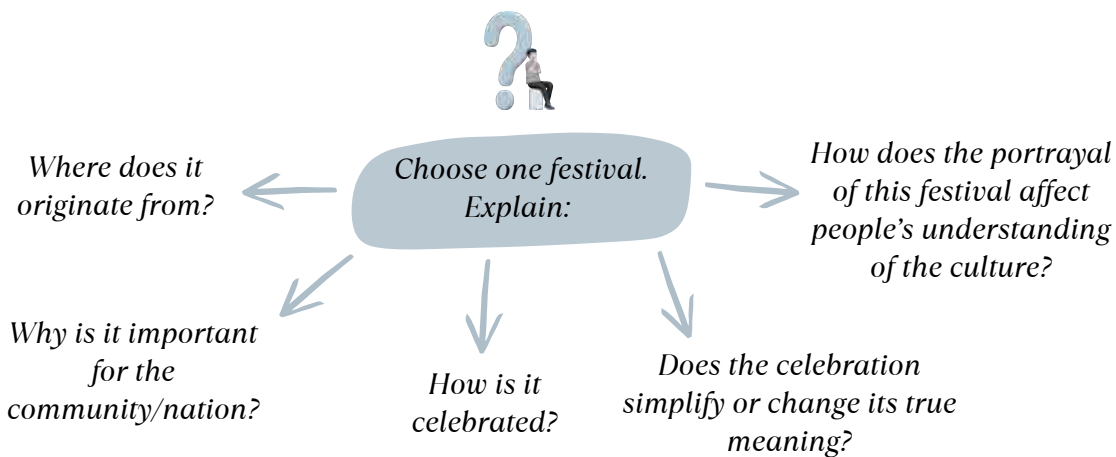 Choose one festival.
Explain:
Where does it
originate from?
Why is it important
for the
community/nation?
How is it
celebrated?
Does the celebration
simplify or change its true
meaning?
How does the portrayal
of this festival affect
people's understanding
of the culture?